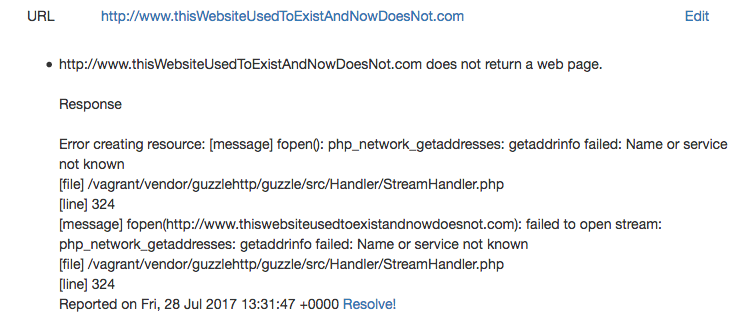 URL http://www.thisWebsiteUsedToExistAndNowDoesNot.com Edit
• http://www.thisWebsiteUsedToExistAndNowDoesNot.com does not return a web page.
Response
Error creating resource: [message] fopen(): php_network_getaddresses: getaddrinfo failed: Name or service
not known
[file] /vagrant/vendor/guzzlehttp/guzzle/src/Handler/StreamHandler.php
[line] 324
[message] fopen(http://www.thiswebsiteusedtoexistandnowdoesnot.com): failed to open stream:
php_network_getaddresses: getaddrinfo failed: Name or service not known
[file] /vagrant/vendor/guzzlehttp/guzzle/src/Handler/StreamHandler.php
[line] 324
Reported on Fri, 28 Jul 2017 13:31:47 +0000 Resolve!